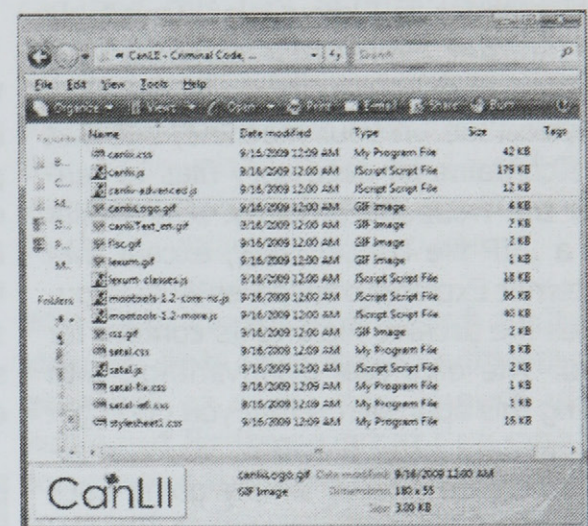 CanLII - Criminal Code, ...
Search
File Edit View Tools Help
Organize Views Open Print E-mail Share Burn
Favourite Name Date modified Type Size Tags
canlii.css 9/16/2009 12:09 AM My Program File 42 KB
canlii.js 9/16/2009 12:00 AM JScript Script File 175 KB
canlii-advanced.js 9/16/2009 12:00 AM JScript Script File 12 KB
canliiLogo.gif 9/16/2009 12:00 AM GIF Image 4 KB
canliiText_en.gif 9/16/2009 12:00 AM GIF Image 2 KB
flsc.gif 9/16/2009 12:00 AM GIF Image 2 KB
lexum.gif 9/16/2009 12:00 AM GIF Image 1 KB
lexum-classes.js 9/16/2009 12:00 AM JScript Script File 18 KB
mootools-1.2-core-nc.js 9/16/2009 12:00 AM JScript Script File 95 KB
mootools-1.2-more.js 9/16/2009 12:00 AM JScript Script File 80 KB
rss.gif 9/16/2009 12:00 AM GIF Image 2 KB
satal.css 9/16/2009 12:09 AM My Program File 8 KB
satal.js 9/16/2009 12:00 AM JScript Script File 2 KB
satal-fix.css 9/16/2009 12:09 AM My Program File 1 KB
satal-ie6.css 9/16/2009 12:09 AM My Program File 1 KB
stylesheet2.css 9/16/2009 12:09 AM My Program File 16 KB
B...
C...
M...
D...
P...
M...
Folders
CanLII
canliiLogo.gif Date modified: 9/16/2009 12:00 AM
GIF Image Dimensions: 180 x 55
Size: 3.00 KB